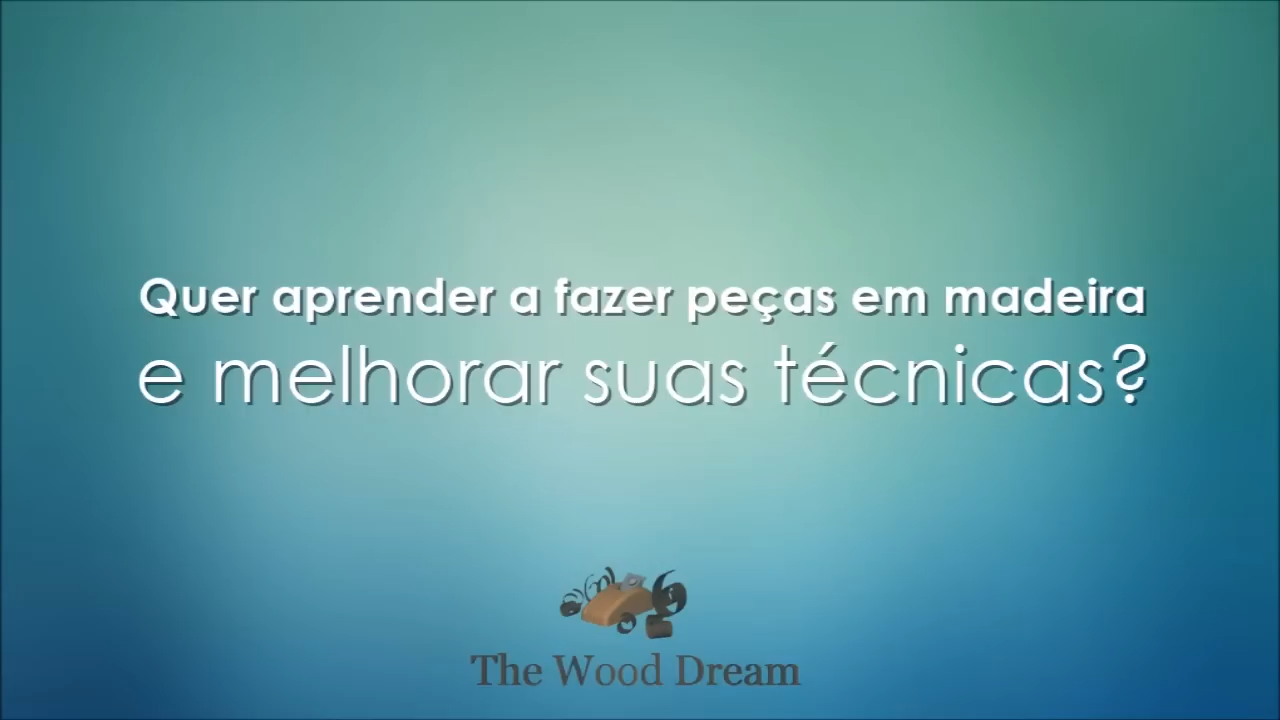 Quer aprender a fazer peças em madeira
e melhorar suas técnicas?
The Wood Dream